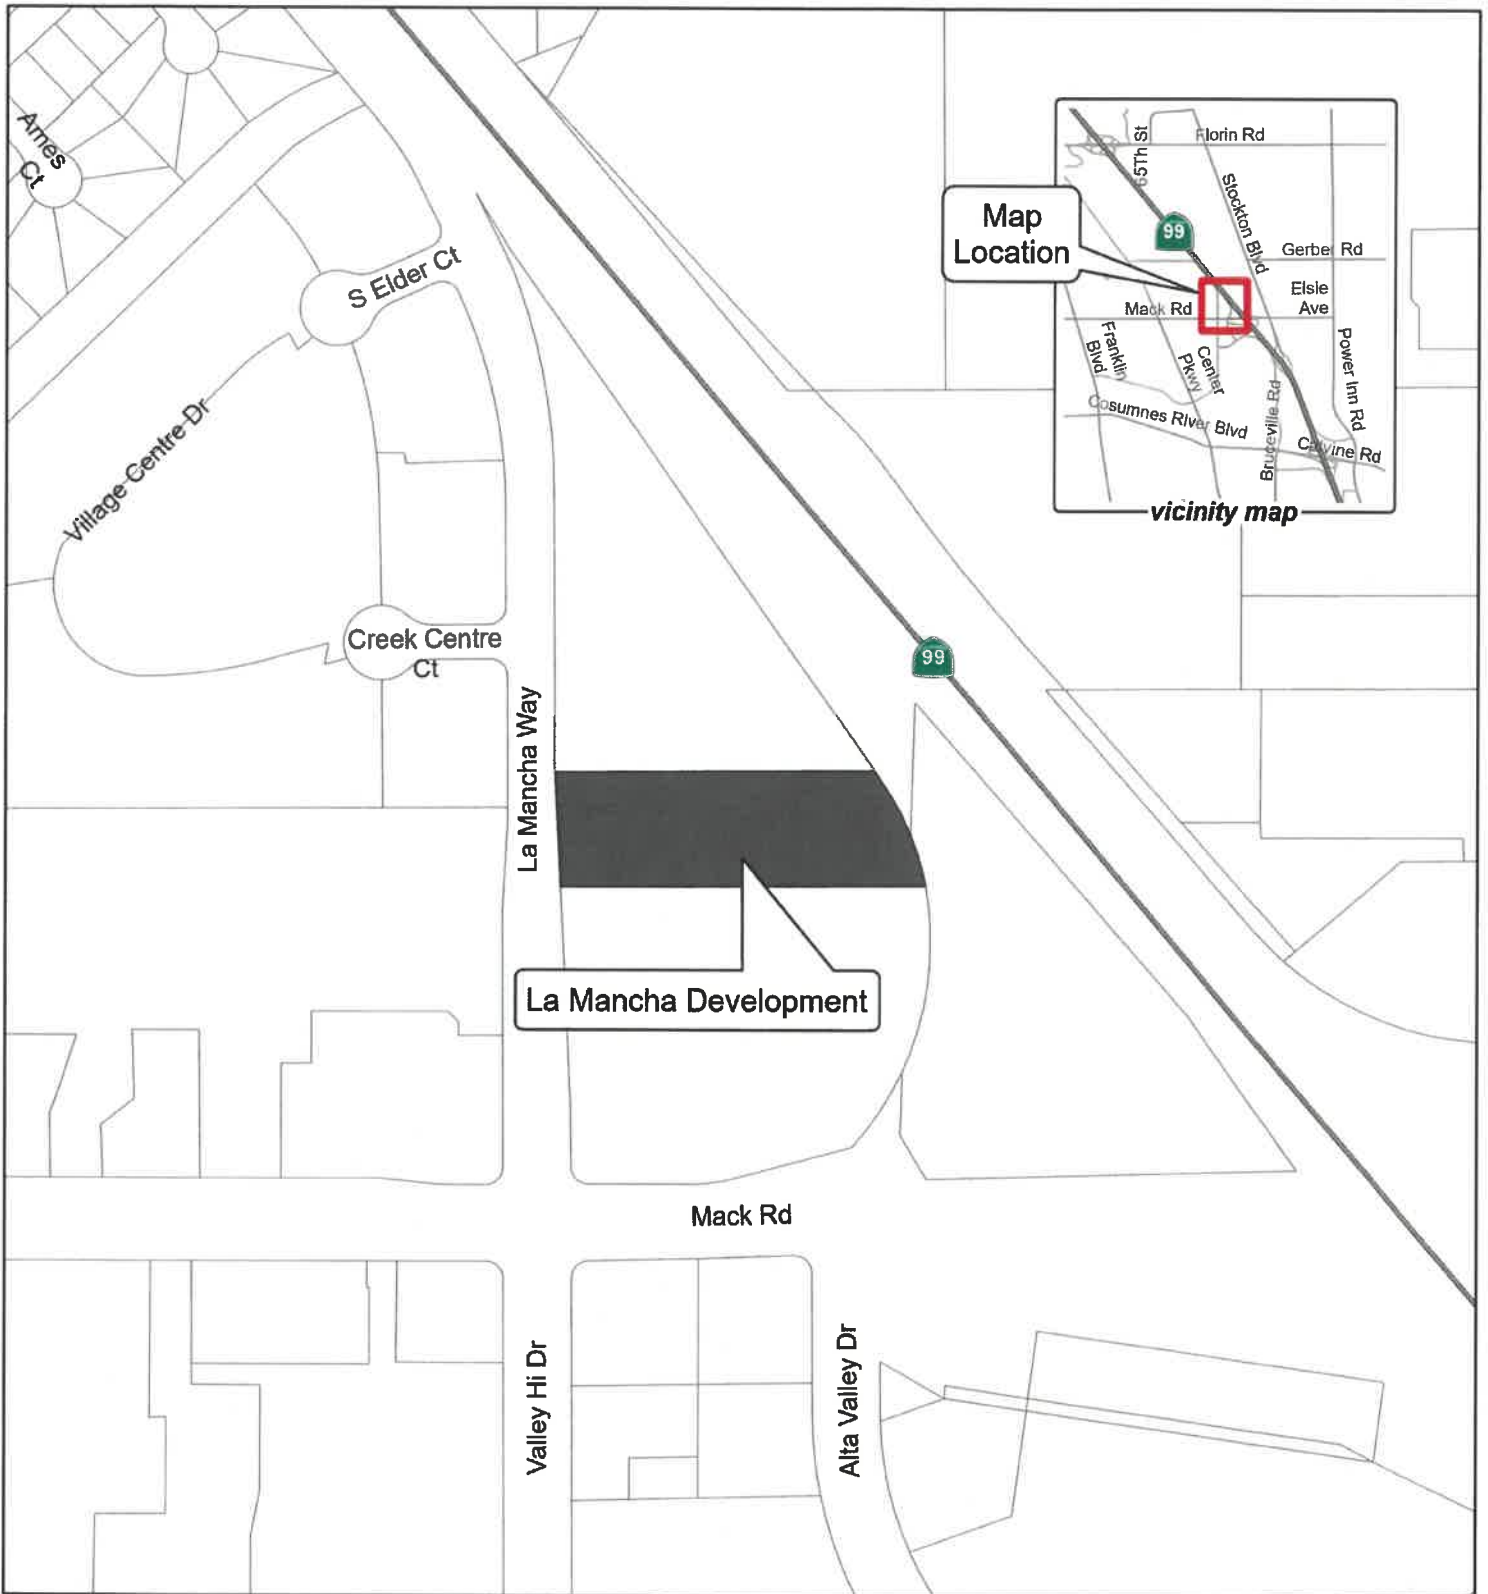 Ames
Ct
S Elder Ct
Village Centre Dr
Creek Centre
Ct
La Mancha Way
99
La Mancha Development
Mack Rd
Valley Hi Dr
Alta Valley Dr
Map
Location
65Th St
Florin Rd
Stockton Blvd
99
Gerber Rd
Elsie
Ave
Mack Rd
Franklin
Blvd
Center
Pkwy
Power Inn Rd
Cosumnes River Blvd
Bruceville Rd
Calvine Rd
vicinity map